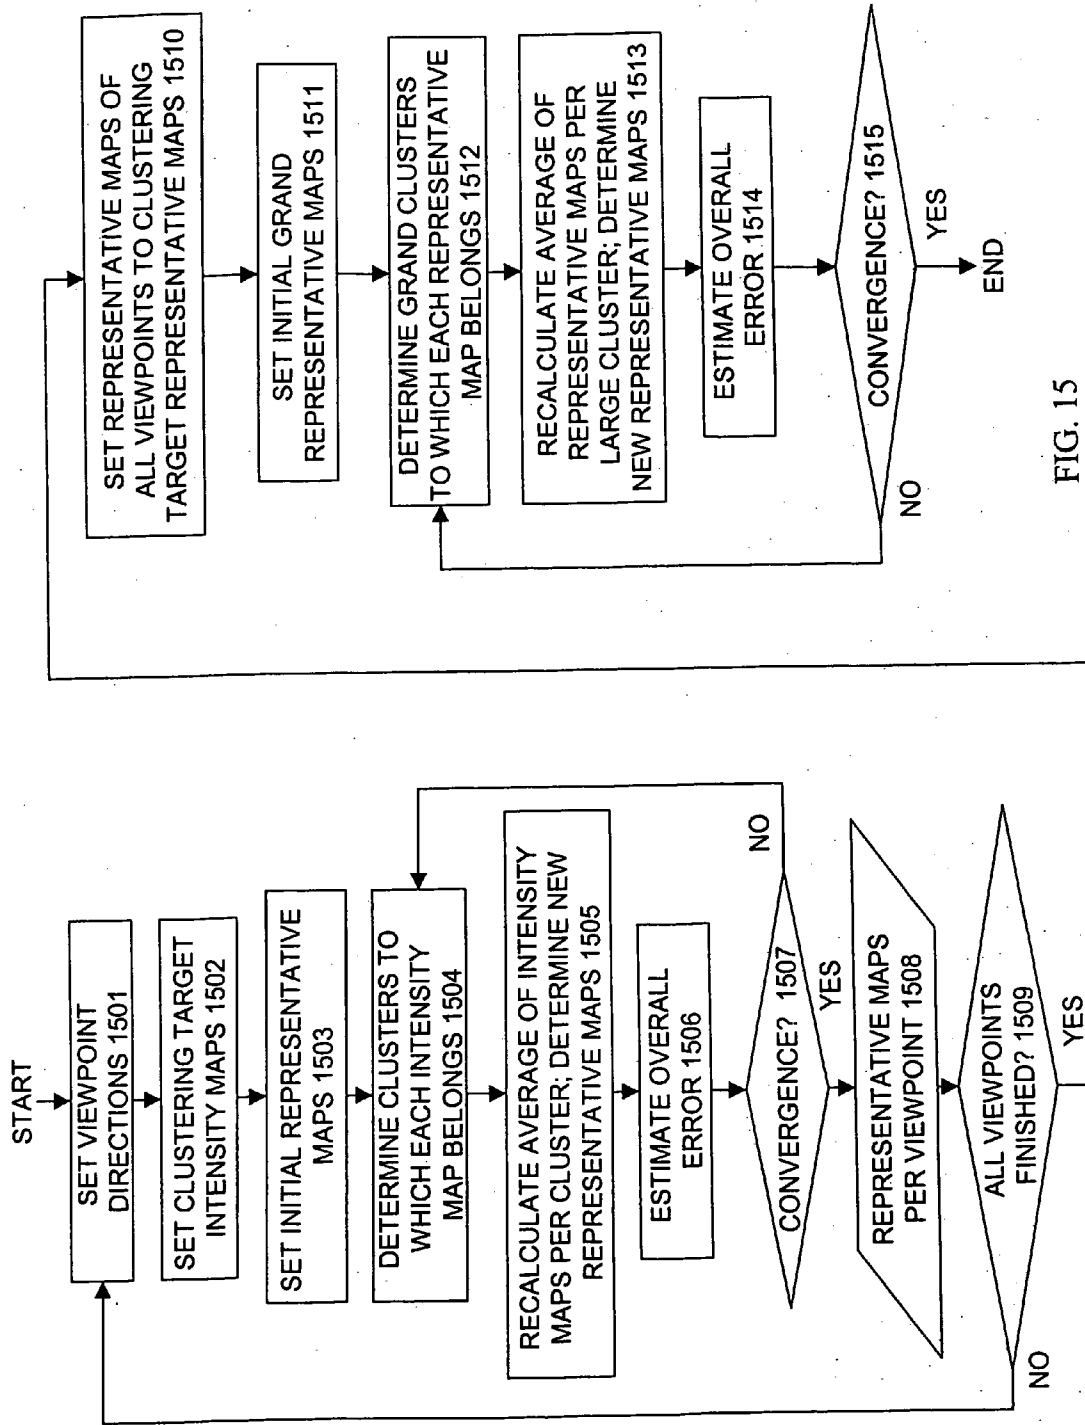 START
SET VIEWPOINT
DIRECTIONS 1501
SET CLUSTERING TARGET
INTENSITY MAPS 1502
SET INITIAL REPRESENTATIVE
MAPS 1503
DETERMINE CLUSTERS TO
WHICH EACH INTENSITY
MAP BELONGS 1504
RECALCULATE AVERAGE OF INTENSITY
MAPS PER CLUSTER; DETERMINE NEW
REPRESENTATIVE MAPS 1505
ESTIMATE OVERALL
ERROR 1506
CONVERGENCE? 1507
NO
YES
REPRESENTATIVE MAPS
PER VIEWPOINT 1508
ALL VIEWPOINTS
FINISHED? 1509
NO
YES
SET REPRESENTATIVE MAPS OF
ALL VIEWPOINTS TO CLUSTERING
TARGET REPRESENTATIVE MAPS 1510
SET INITIAL GRAND
REPRESENTATIVE MAPS 1511
DETERMINE GRAND CLUSTERS
TO WHICH EACH REPRESENTATIVE
MAP BELONGS 1512
RECALCULATE AVERAGE OF
REPRESENTATIVE MAPS PER
LARGE CLUSTER; DETERMINE
NEW REPRESENTATIVE MAPS 1513
ESTIMATE OVERALL
ERROR 1514
CONVERGENCE? 1515
NO
YES
END
FIG. 15